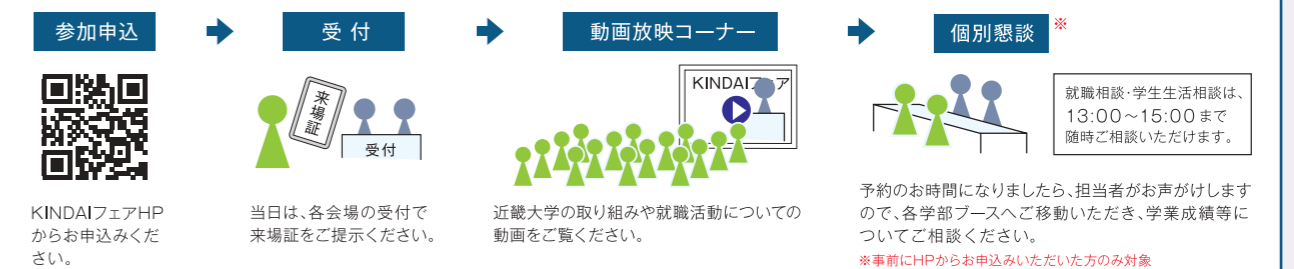 参加申込
受 付
動画放映コーナー
個別懇談 ※
来場証
受付
KINDAIフェア
就職相談・学生生活相談は、
13:00～15:00まで
随時ご相談いただけます。
KINDAIフェアHP
からお申込みくだ
さい。
当日は、各会場の受付で
来場証をご提示ください。
近畿大学の取り組みや就職活動についての
動画をご覧ください。
予約のお時間になりましたら、担当者がお声がけします
ので、各学部ブースへご移動いただき、学業成績等に
ついてご相談ください。
※事前にHPからお申込みいただいた方のみ対象